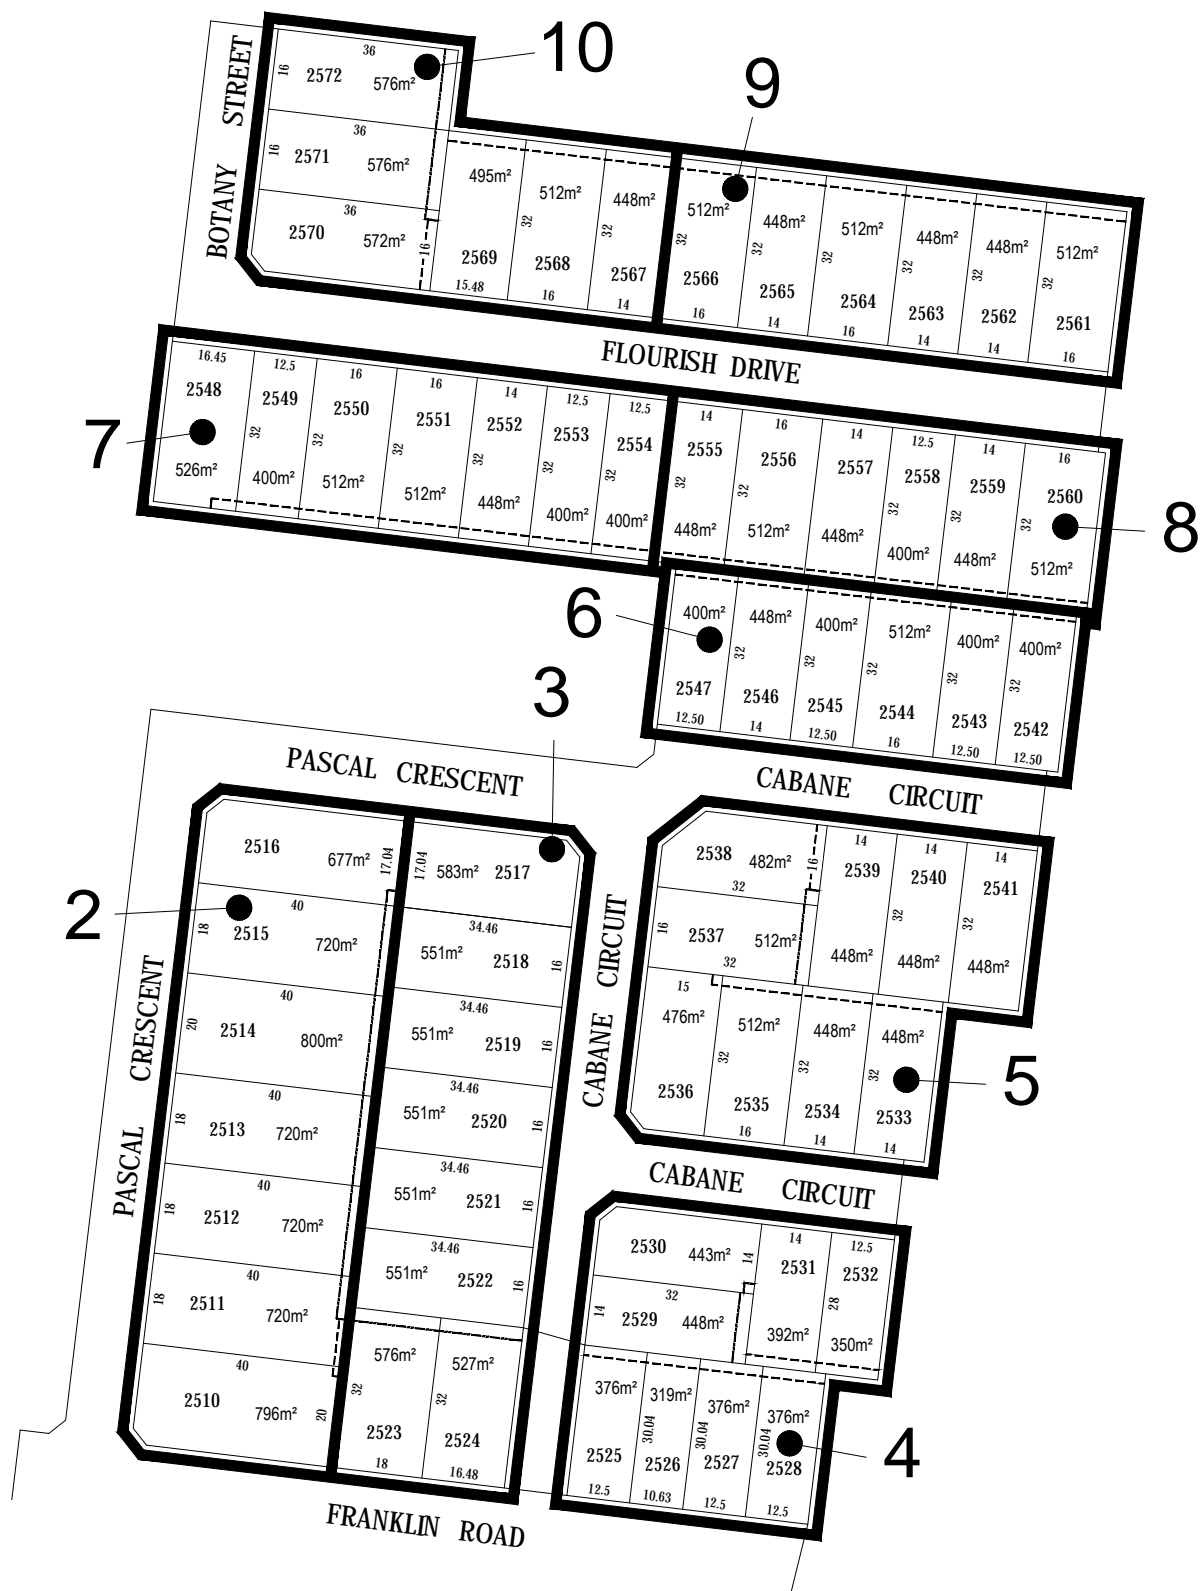 10
9
BOTANY STREET
36
16
2572
576m²
36
16
2571
576m²
36
2570
572m²
16
495m²
2569
15.48
512m²
32
2568
16
448m²
32
2567
14
512m²
32
2566
16
448m²
32
2565
14
512m²
32
2564
16
448m²
32
2563
14
448m²
32
2562
14
512m²
32
2561
16
FLOURISH DRIVE
7
16.45
2548
526m²
12.5
2549
32
400m²
16
2550
32
512m²
16
2551
32
512m²
14
2552
32
448m²
12.5
2553
32
400m²
12.5
2554
32
400m²
14
2555
32
448m²
16
2556
32
512m²
14
2557
448m²
12.5
2558
32
400m²
14
2559
32
448m²
16
2560
32
512m²
8
6
400m²
2547
12.50
448m²
32
2546
14
400m²
32
2545
12.50
512m²
32
2544
16
400m²
32
2543
12.50
400m²
32
2542
12.50
3
PASCAL CRESCENT
CABANE CIRCUIT
2516
677m²
17.04
17.04
583m²
2517
2
40
18
2515
720m²
40
20
2514
800m²
40
18
2513
720m²
40
18
2512
720m²
40
18
2511
720m²
40
2510
796m²
20
PASCAL CRESCENT
34.46
551m²
2518
16
34.46
551m²
2519
16
34.46
551m²
2520
16
34.46
551m²
2521
16
34.46
551m²
2522
16
576m²
32
2523
18
527m²
32
2524
16.48
CABANE CIRCUIT
2538
482m²
16
32
16
2537
512m²
32
14
2539
448m²
14
2540
32
448m²
14
2541
32
448m²
15
476m²
2536
512m²
32
2535
16
448m²
32
2534
14
448m²
32
2533
14
5
CABANE CIRCUIT
2530
443m²
14
32
14
2529
448m²
14
2531
392m²
12.5
2532
28
350m²
376m²
2525
12.5
319m²
30.04
2526
10.63
376m²
30.04
2527
12.5
376m²
30.04
2528
12.5
4
FRANKLIN ROAD